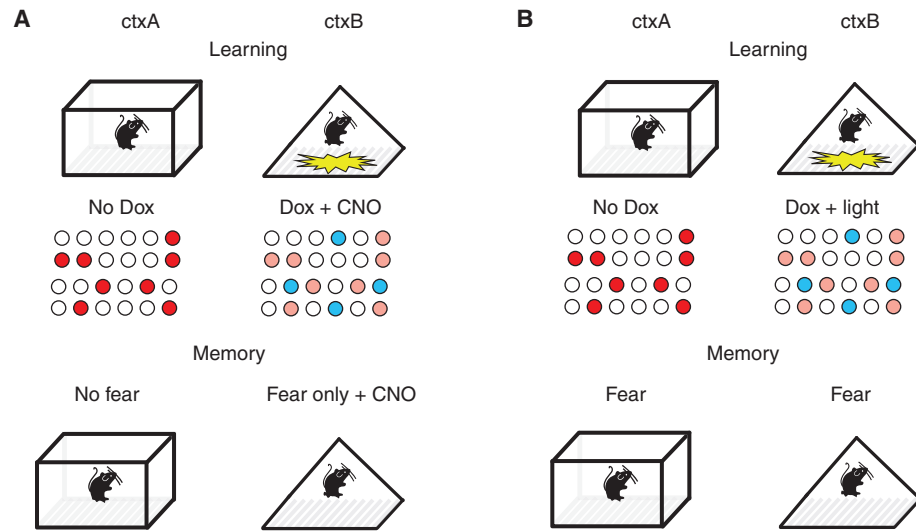 A
ctxA ctxB
Learning
No Dox Dox + CNO
Memory
No fear Fear only + CNO
B
ctxA ctxB
Learning
No Dox Dox + light
Memory
Fear Fear